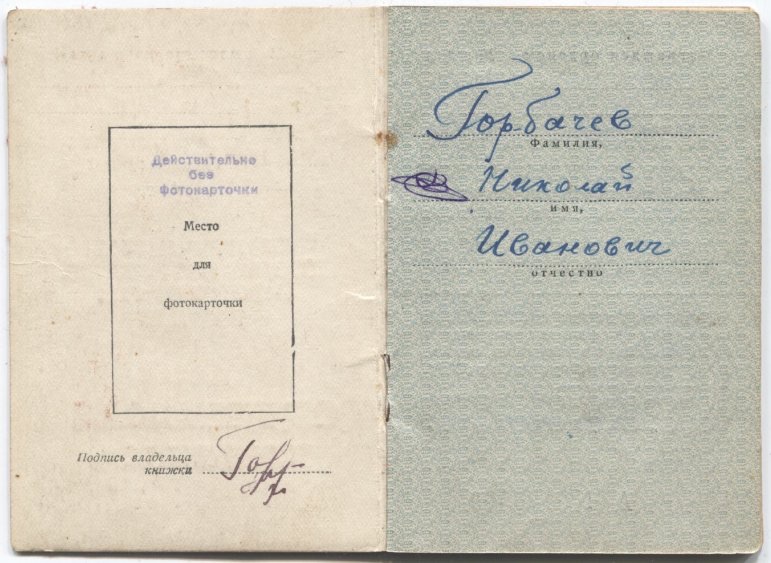 Действительно
без
фотокарточки
Место
для
фотокарточки
Подпись владельца
книжки
Горбачев
Фамилия,
Николай
имя,
Иванович
отчество